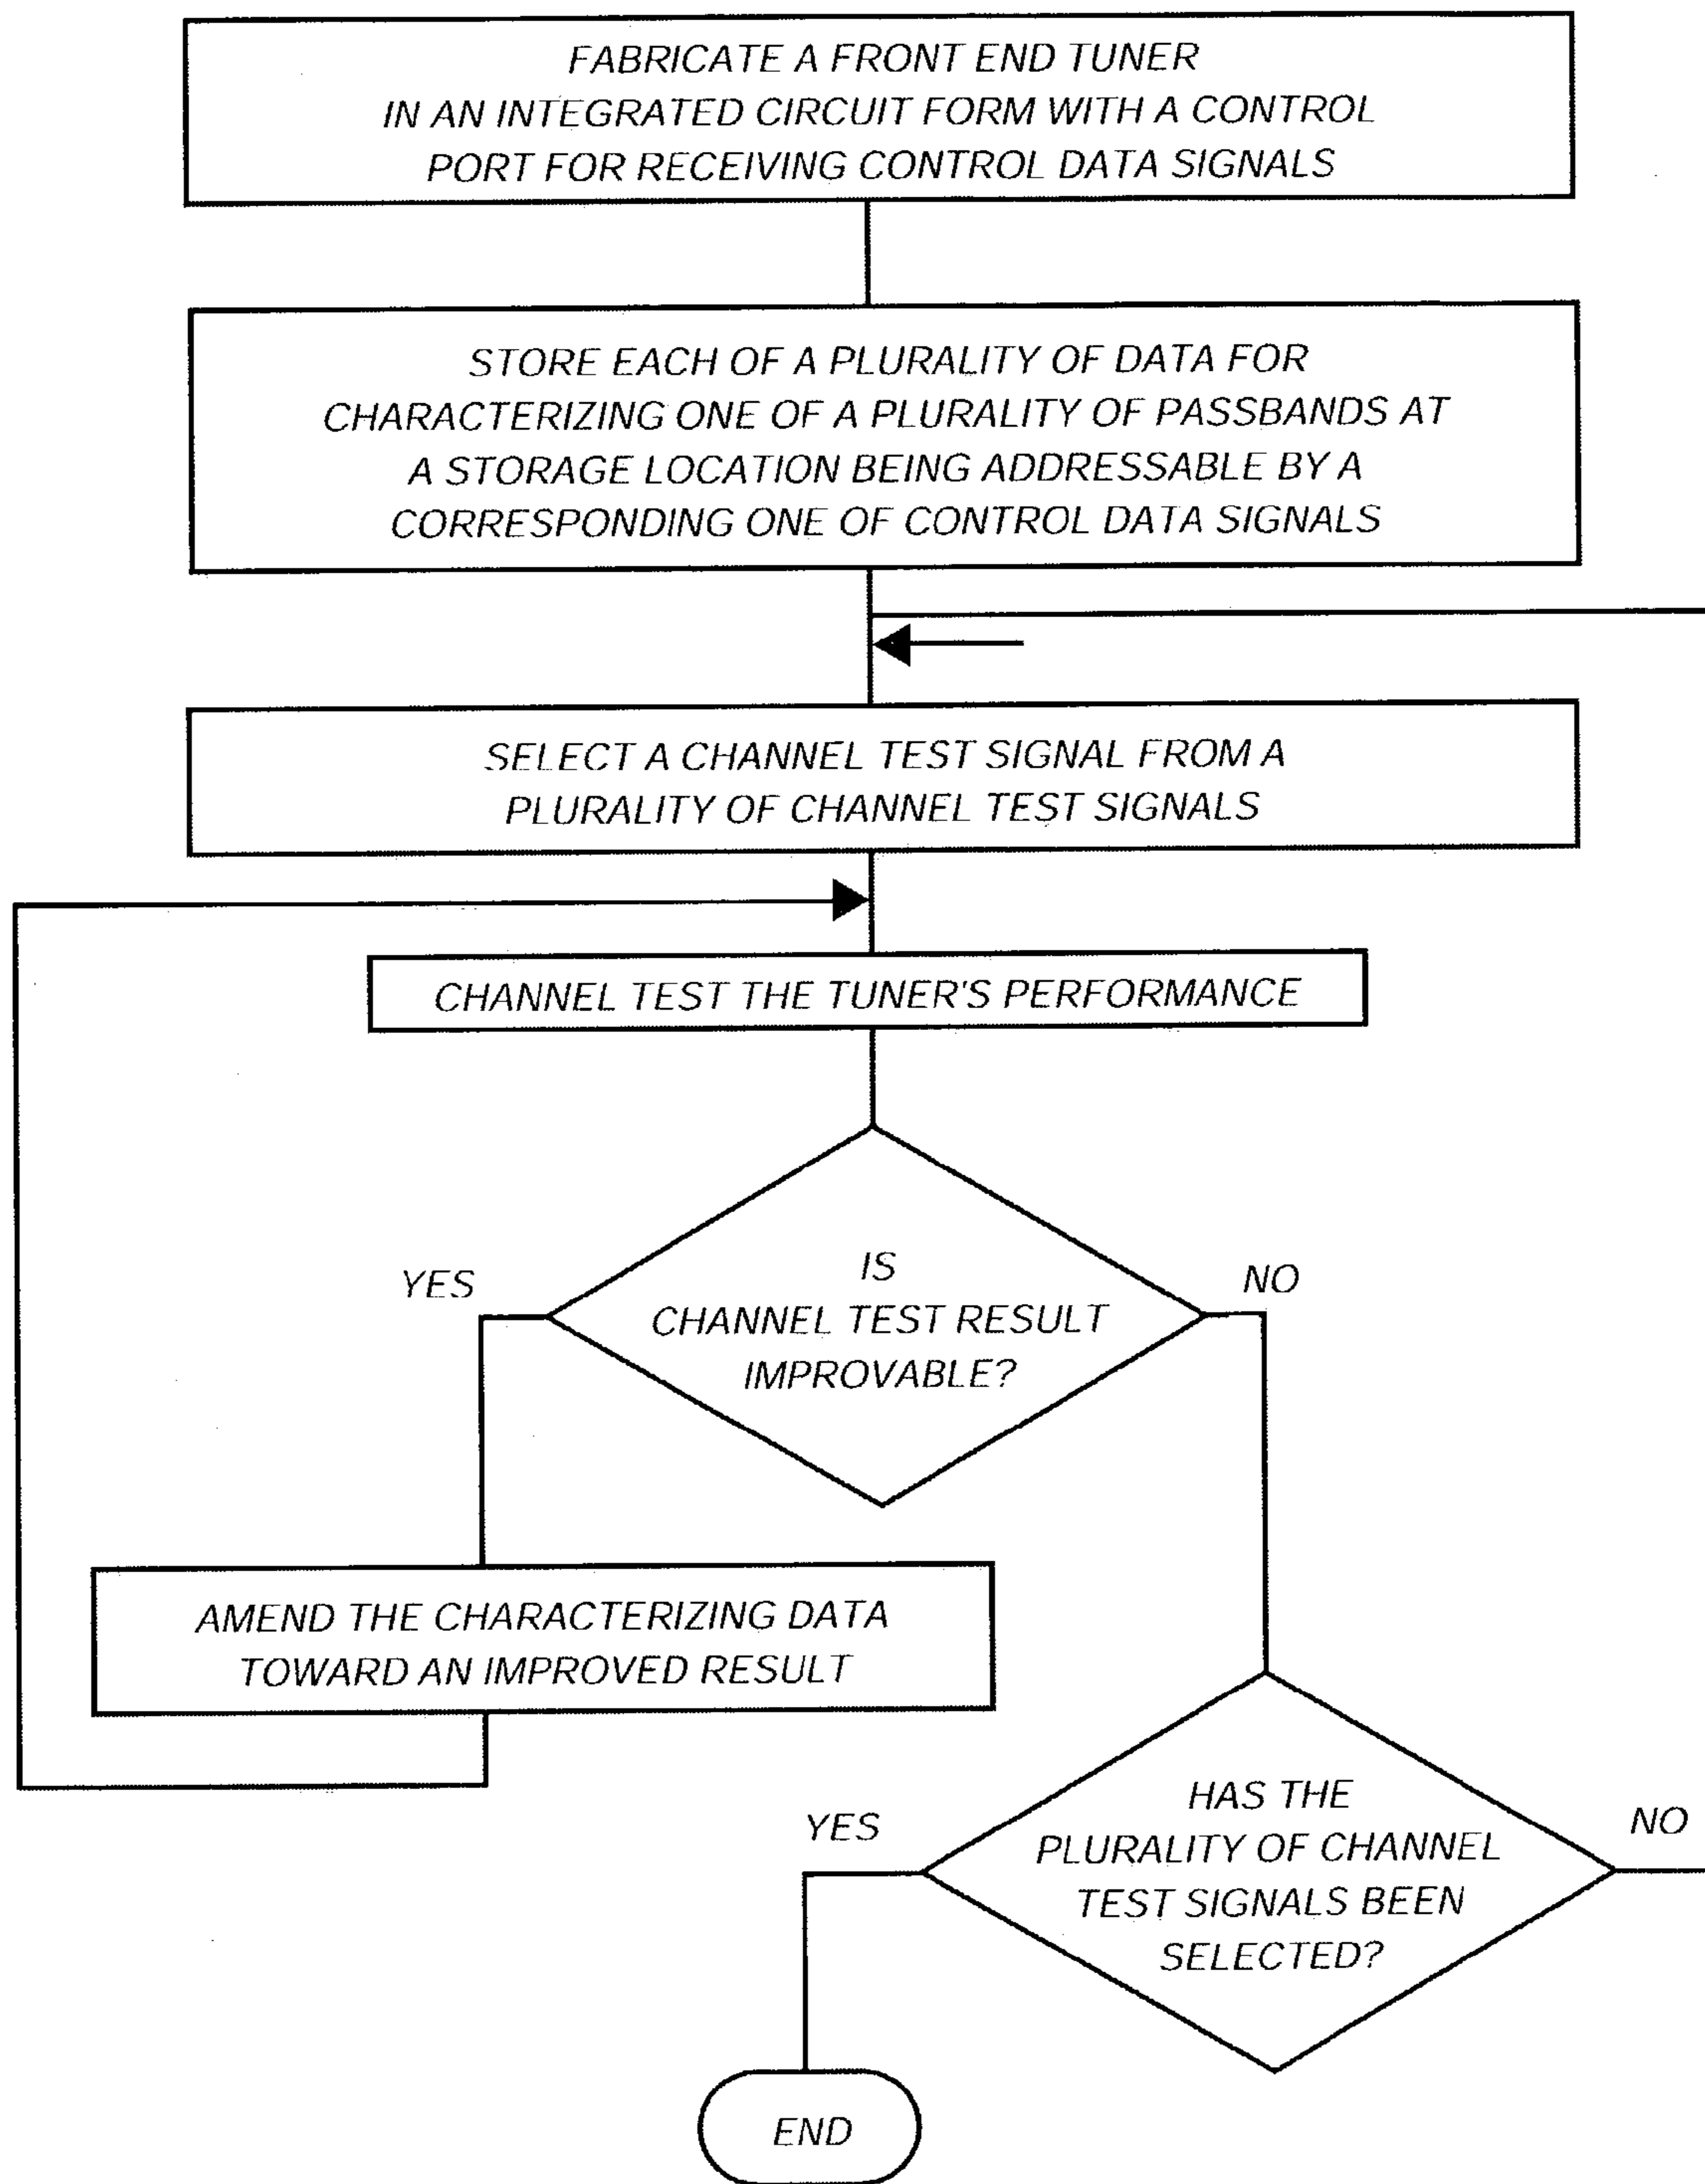 FABRICATE A FRONT END TUNER
IN AN INTEGRATED CIRCUIT FORM WITH A CONTROL
PORT FOR RECEIVING CONTROL DATA SIGNALS
STORE EACH OF A PLURALITY OF DATA FOR
CHARACTERIZING ONE OF A PLURALITY OF PASSBANDS AT
A STORAGE LOCATION BEING ADDRESSABLE BY A
CORRESPONDING ONE OF CONTROL DATA SIGNALS
SELECT A CHANNEL TEST SIGNAL FROM A
PLURALITY OF CHANNEL TEST SIGNALS
CHANNEL TEST THE TUNER'S PERFORMANCE
IS
CHANNEL TEST RESULT
IMPROVABLE?
YES
NO
AMEND THE CHARACTERIZING DATA
TOWARD AN IMPROVED RESULT
HAS THE
PLURALITY OF CHANNEL
TEST SIGNALS BEEN
SELECTED?
YES
NO
END